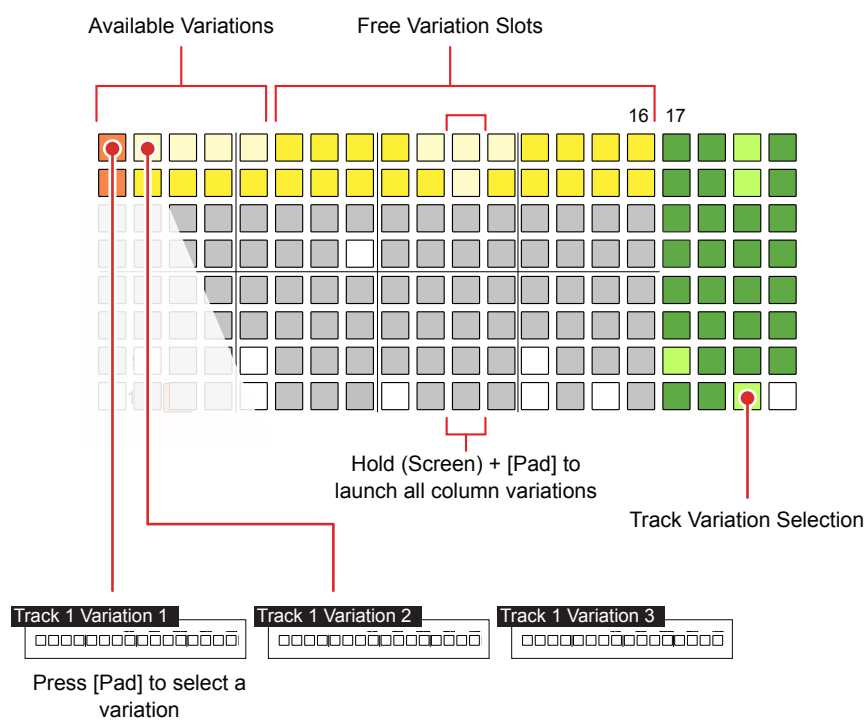 Available Variations
Free Variation Slots
16 17
Hold (Screen) + [Pad] to
launch all column variations
Track Variation Selection
Track 1 Variation 1
Track 1 Variation 2
Track 1 Variation 3
Press [Pad] to select a
variation